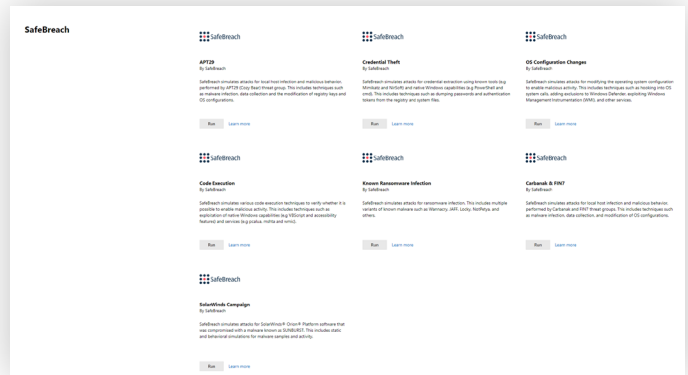 SafeBreach
SafeBreach
APT29
By SafeBreach
SafeBreach simulates attacks for local host infection and malicious behavior,
performed by APT29 (Cozy Bear) threat group. This includes techniques such
as malware infection, data collection and the modification of registry keys and
OS configurations.
Run Learn more
SafeBreach
Credential Theft
By SafeBreach
SafeBreach simulates attacks for credential extraction using known tools (e.g
Mimikatz and NirSoft) and native Windows capabilities (e.g PowerShell and
cmd). This includes techniques such as dumping passwords and authentication
tokens from the registry and system files.
Run Learn more
SafeBreach
OS Configuration Changes
By SafeBreach
SafeBreach simulates attacks for modifying the operating system configuration
to enable malicious activity. This includes techniques such as hooking into OS
system calls, adding exclusions to Windows Defender, exploiting Windows
Management Instrumentation (WMI), and other services.
Run Learn more
SafeBreach
Code Execution
By SafeBreach
SafeBreach simulates various code execution techniques to verify whether it is
possible to enable malicious activity. This includes techniques such as
exploitation of native Windows capabilities (e.g VBScript and accessibility
features) and services (e.g pcalua, mshta and wmic).
Run Learn more
SafeBreach
Known Ransomware Infection
By SafeBreach
SafeBreach simulates attacks for ransomware infection. This includes multiple
variants of known malware such as Wannacry, JAFF, Locky, NotPetya, and
others.
Run Learn more
SafeBreach
Carbanak & FIN7
By SafeBreach
SafeBreach simulates attacks for local host infection and malicious behavior,
performed by Carbanak and FIN7 threat groups. This includes techniques such
as malware infection, data collection, and modification of OS configurations.
Run Learn more
SafeBreach
SolarWinds Campaign
By SafeBreach
SafeBreach simulates attacks for SolarWinds® Orion® Platform software that
was compromised with a malware known as SUNBURST. This includes static
and behavioral simulations for malware samples and activity.
Run Learn more